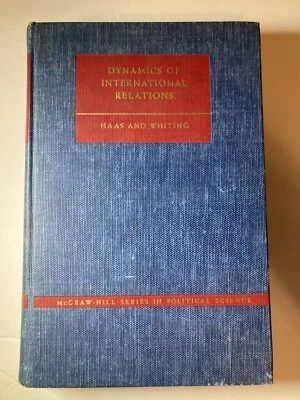 DYNAMICS OF
INTERNATIONAL
RELATIONS
HAAS AND WHITING
McGRAW-HILL SERIES IN POLITICAL SCIENCE